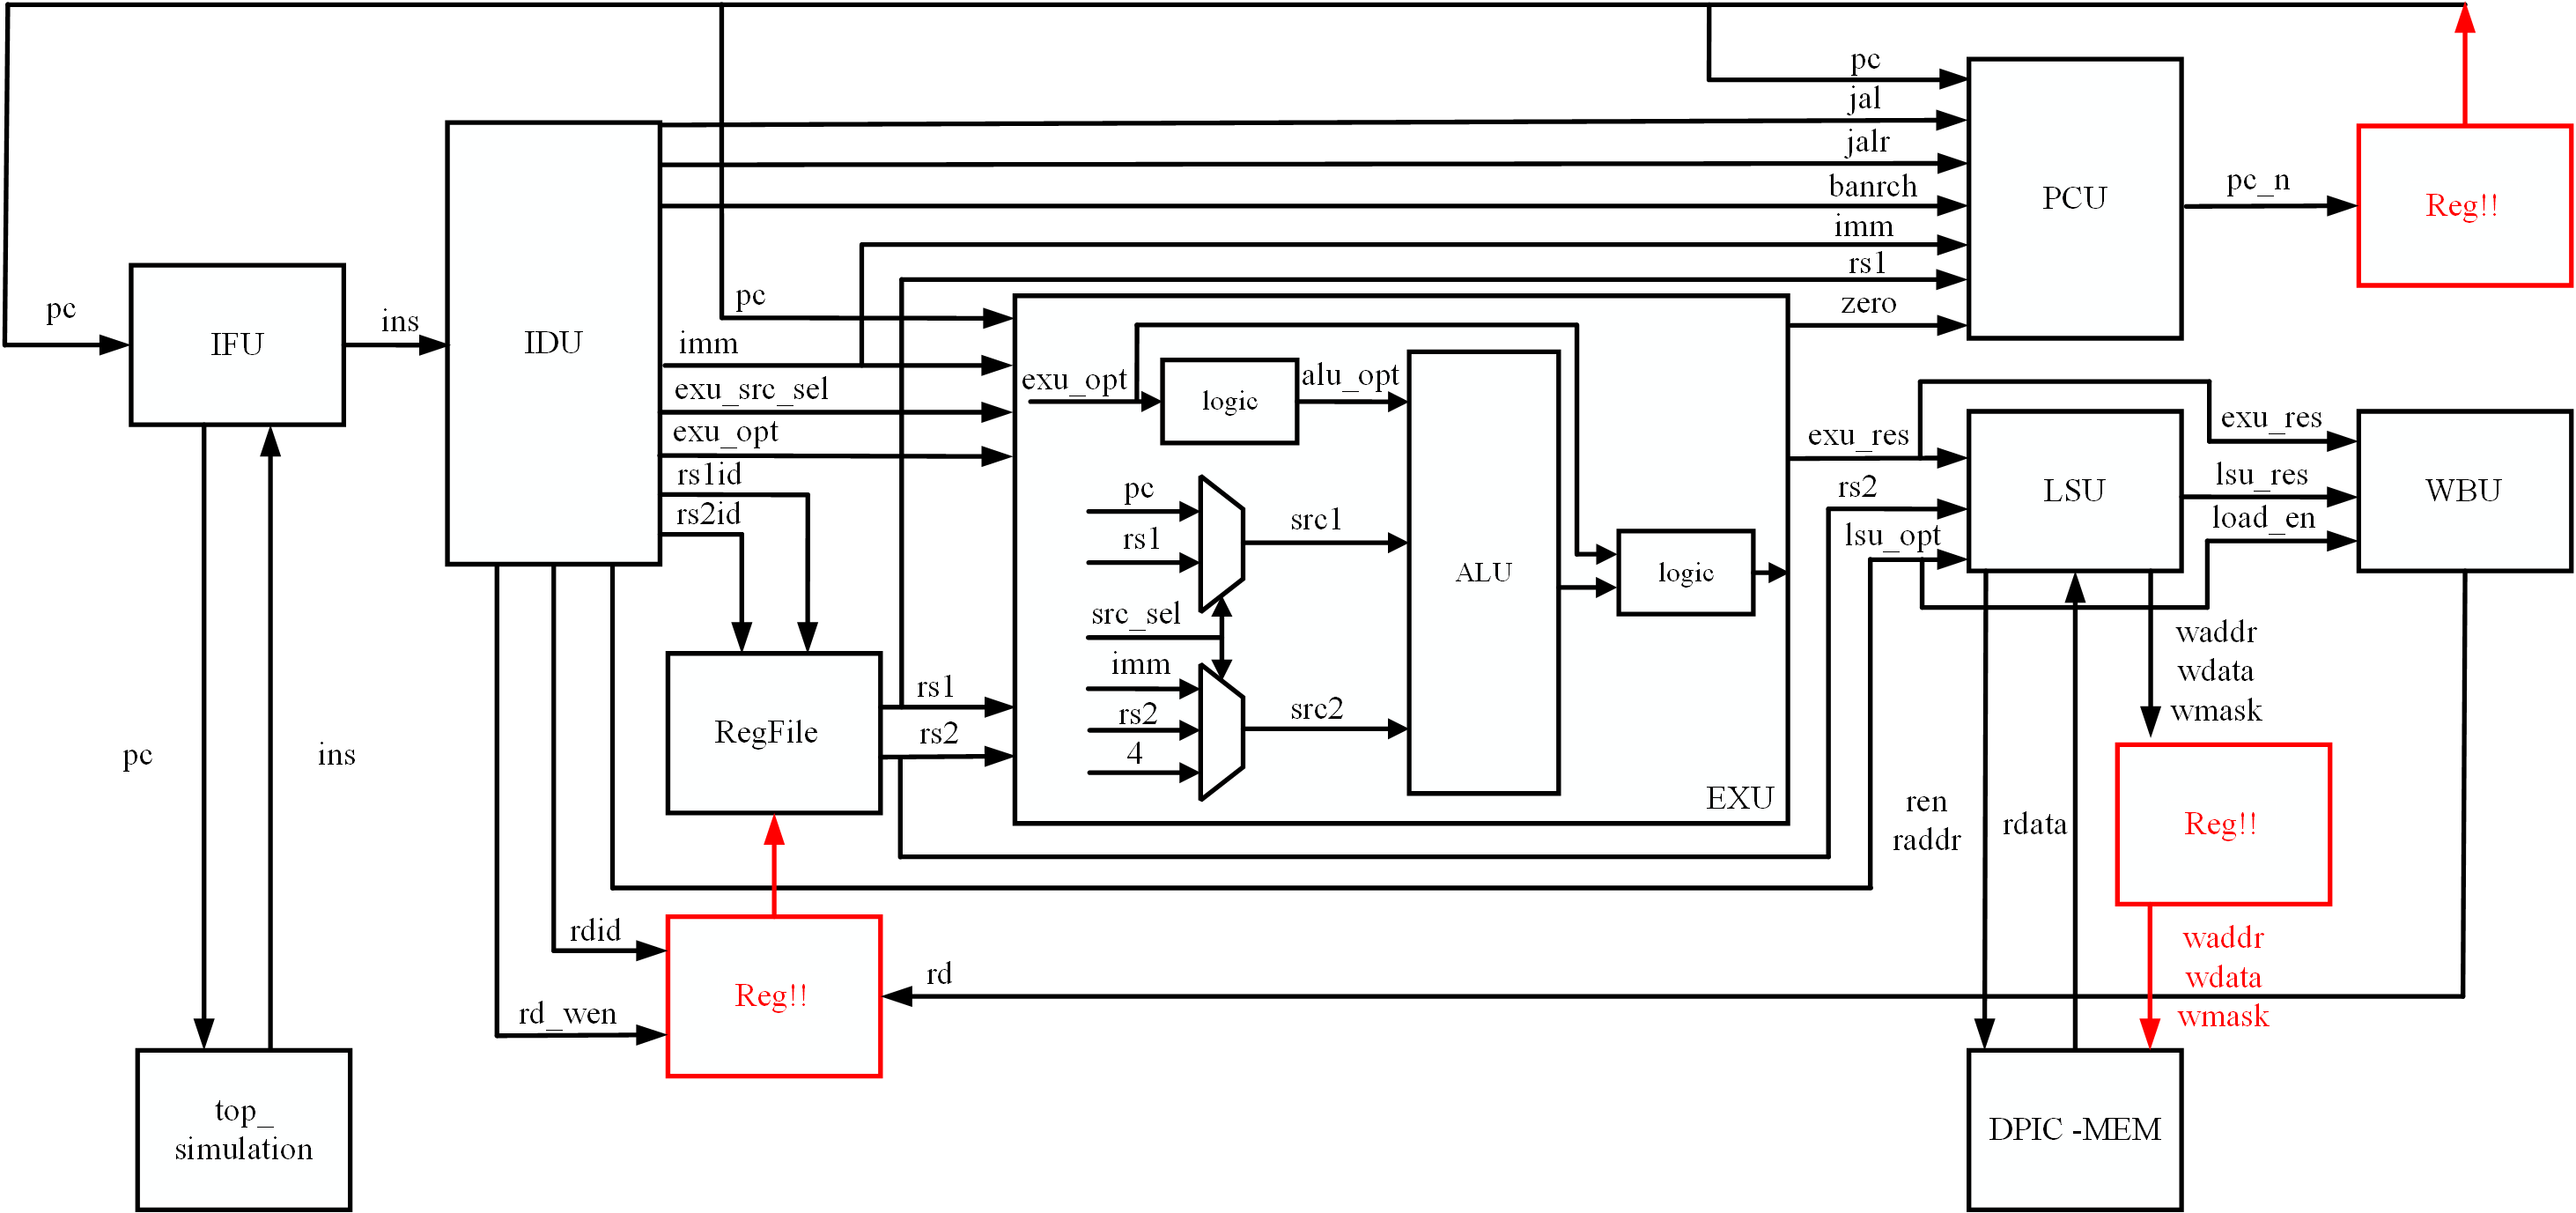 pc
jal
jalr
banrch
imm
rs1
zero
PCU
pc_n
Reg!!
pc
IFU
ins
IDU
pc
imm
exu_src_sel
exu_opt
rs1id
rs2id
exu_opt
logic
alu_opt
pc
rs1
src_sel
imm
rs2
4
src1
src2
ALU
logic
EXU
exu_res
rs2
lsu_opt
LSU
exu_res
lsu_res
load_en
WBU
waddr
wdata
wmask
RegFile
rs1
rs2
pc
ins
ren
raddr
rdata
Reg!!
waddr
wdata
wmask
rdid
rd_wen
Reg!!
rd
top_
simulation
DPIC -MEM